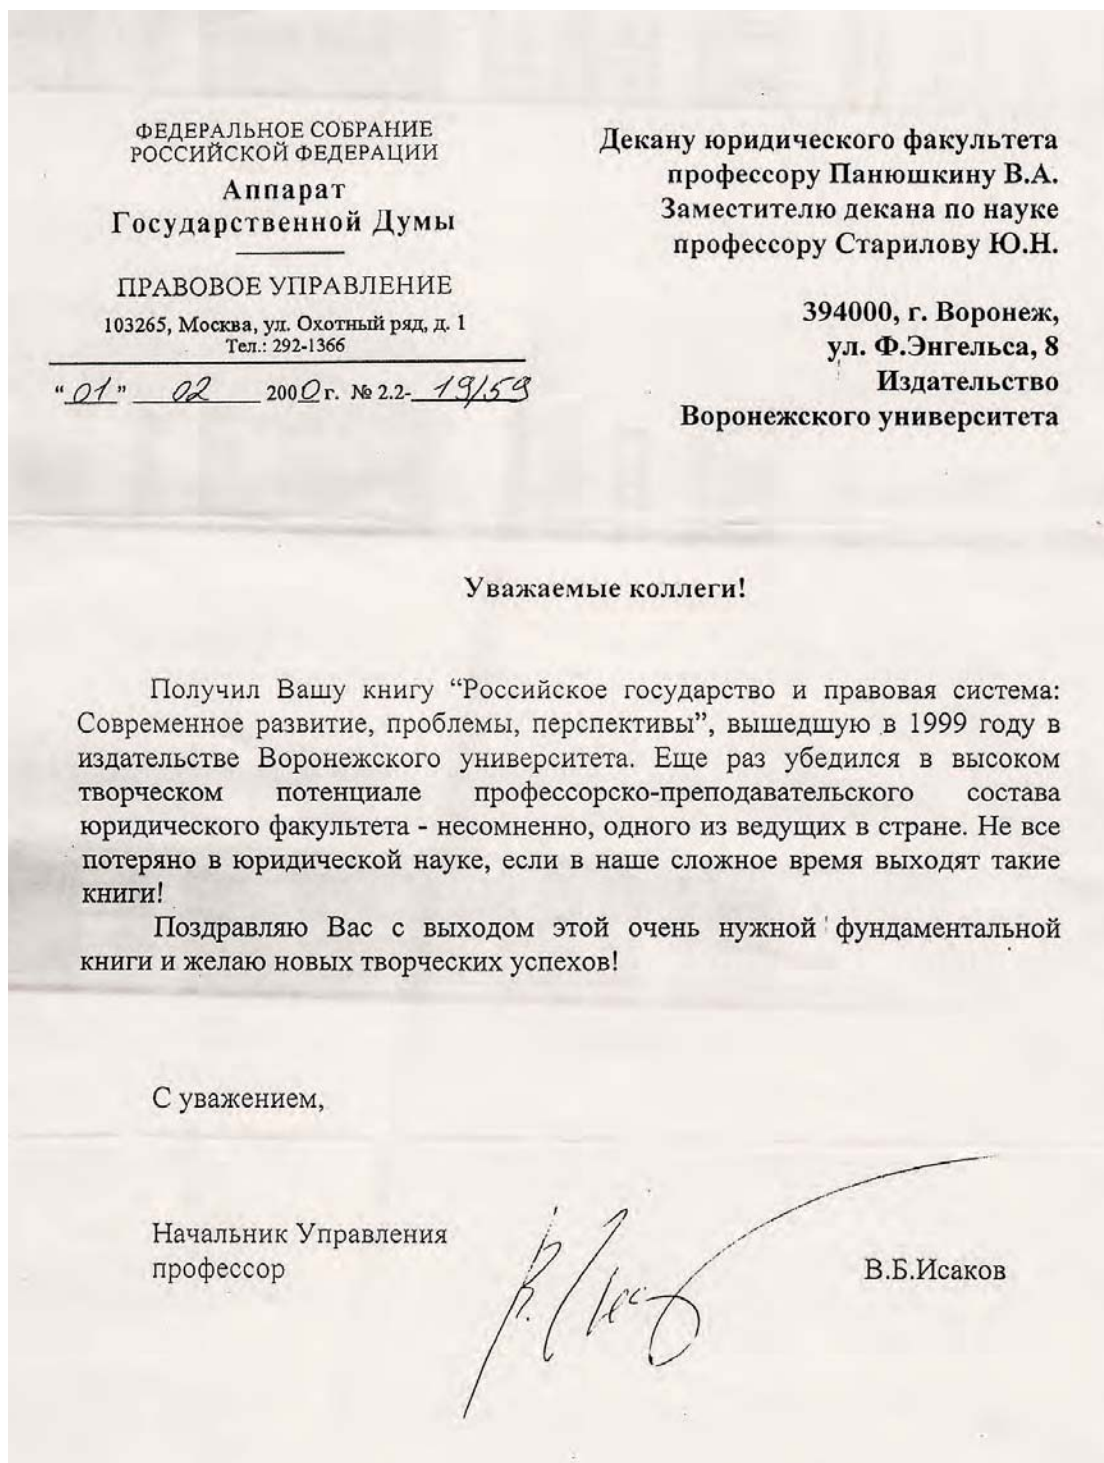 ФЕДЕРАЛЬНОЕ СОБРАНИЕ
РОССИЙСКОЙ ФЕДЕРАЦИИ
Аппарат
Государственной Думы
ПРАВОВОЕ УПРАВЛЕНИЕ
103265, Москва, ул. Охотный ряд, д. 1
Тел.: 292-1366
“01” 02 2000 г. № 2.2- 19/59
Декану юридического факультета
профессору Панюшкину В.А.
Заместителю декана по науке
профессору Старилову Ю.Н.
394000, г. Воронеж,
ул. Ф.Энгельса, 8
Издательство
Воронежского университета
Уважаемые коллеги!
Получил Вашу книгу “Российское государство и правовая система:
Современное развитие, проблемы, перспективы”, вышедшую в 1999 году в
издательстве Воронежского университета. Еще раз убедился в высоком
творческом потенциале профессорско-преподавательского состава
юридического факультета - несомненно, одного из ведущих в стране. Не все
потеряно в юридической науке, если в наше сложное время выходят такие
книги!
Поздравляю Вас с выходом этой очень нужной фундаментальной
книги и желаю новых творческих успехов!
С уважением,
Начальник Управления
профессор
В.Б.Исаков